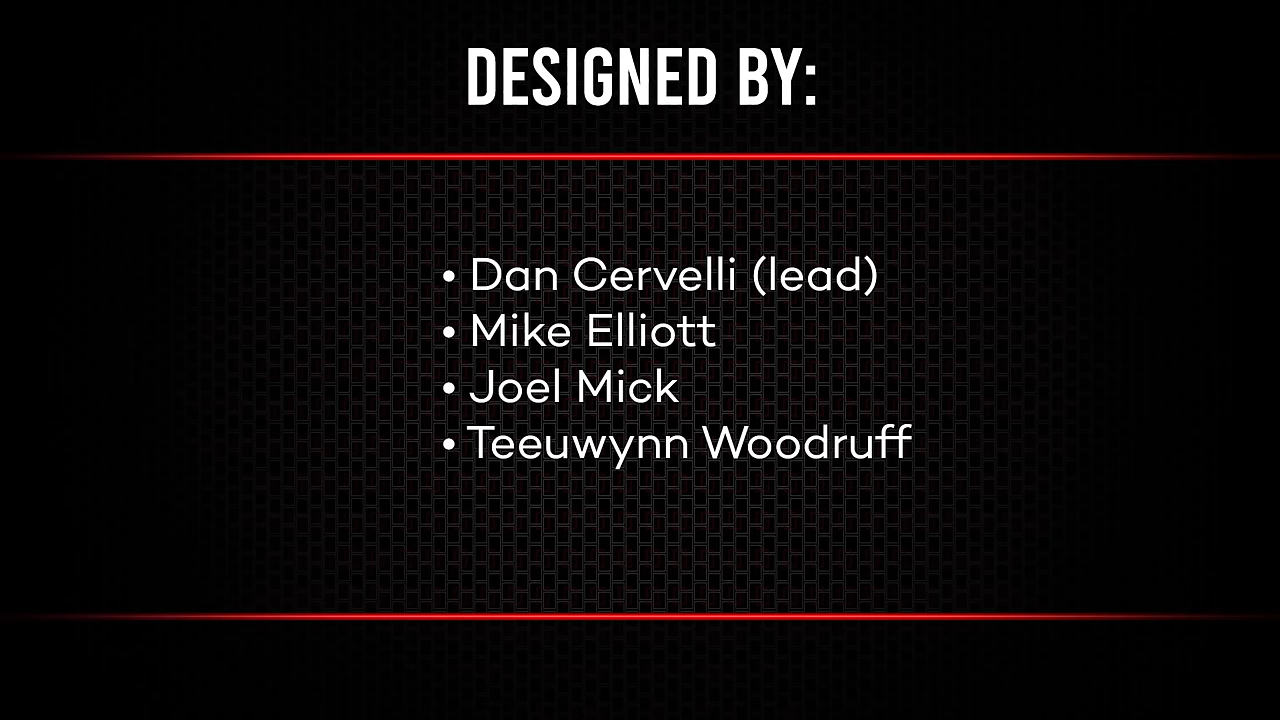 DESIGNED BY:
• Dan Cervelli (lead)
• Mike Elliott
• Joel Mick
• Teeuwynn Woodruff